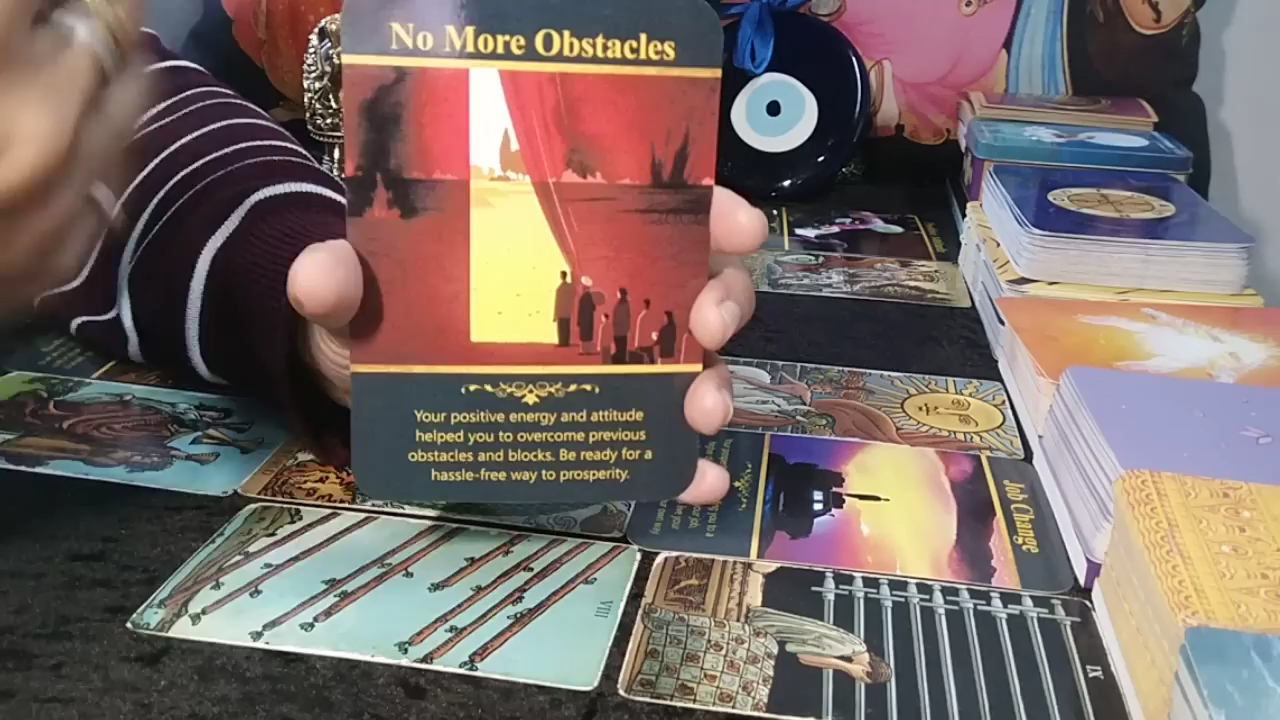 No More Obstacles
Your positive energy and attitude
helped you to overcome previous
obstacles and blocks. Be ready for a
hassle-free way to prosperity.
Job Change
VIII
IX